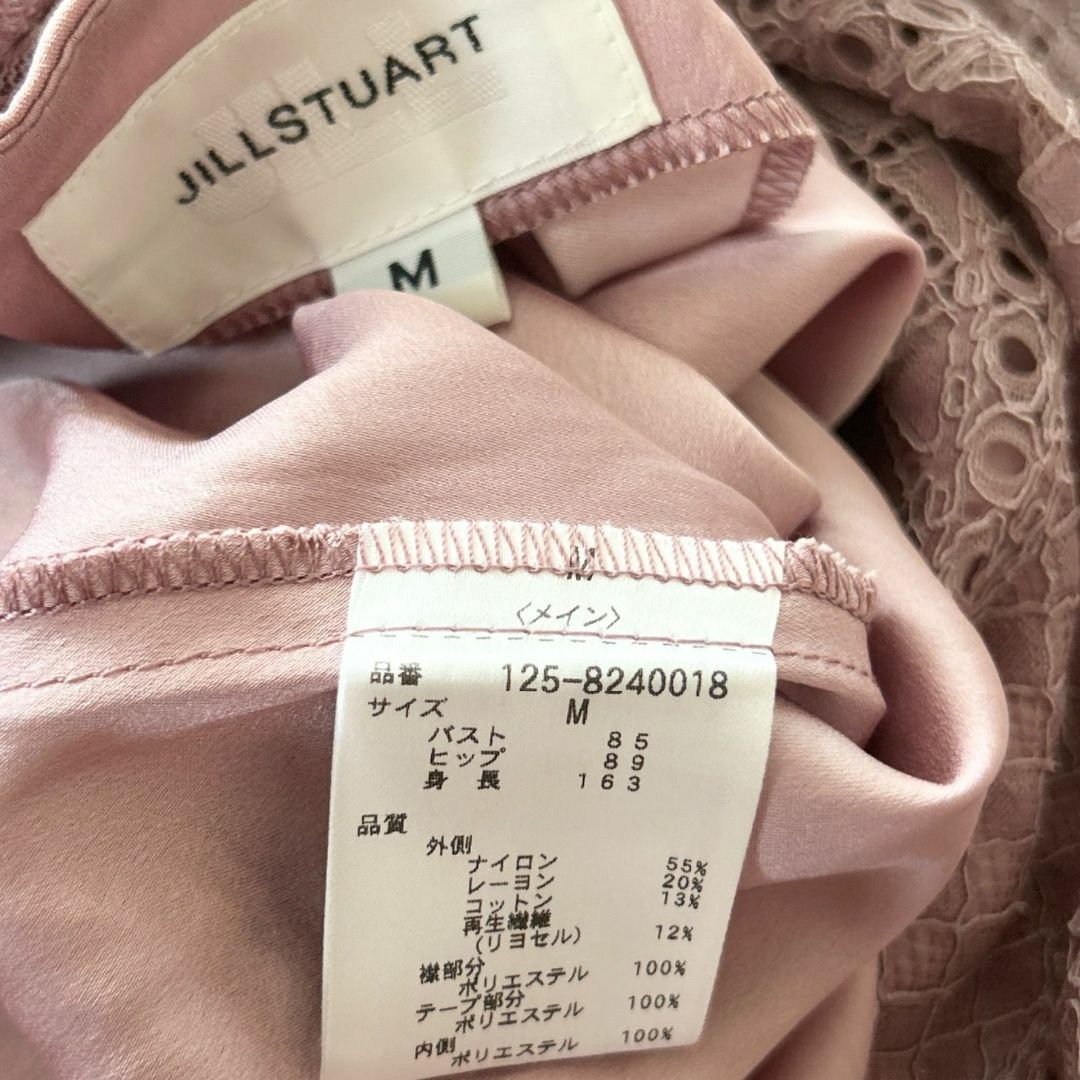 JILLSTUART
M
M
〈メイン〉
品番 125-8240018
サイズ M
バスト 85
ヒップ 89
身長 163
品質
外側
ナイロン 55%
レーヨン 20%
コットン 13%
再生繊維
(リヨセル) 12%
襟部分
ポリエステル 100%
テープ部分
ポリエステル 100%
内側
ポリエステル 100%